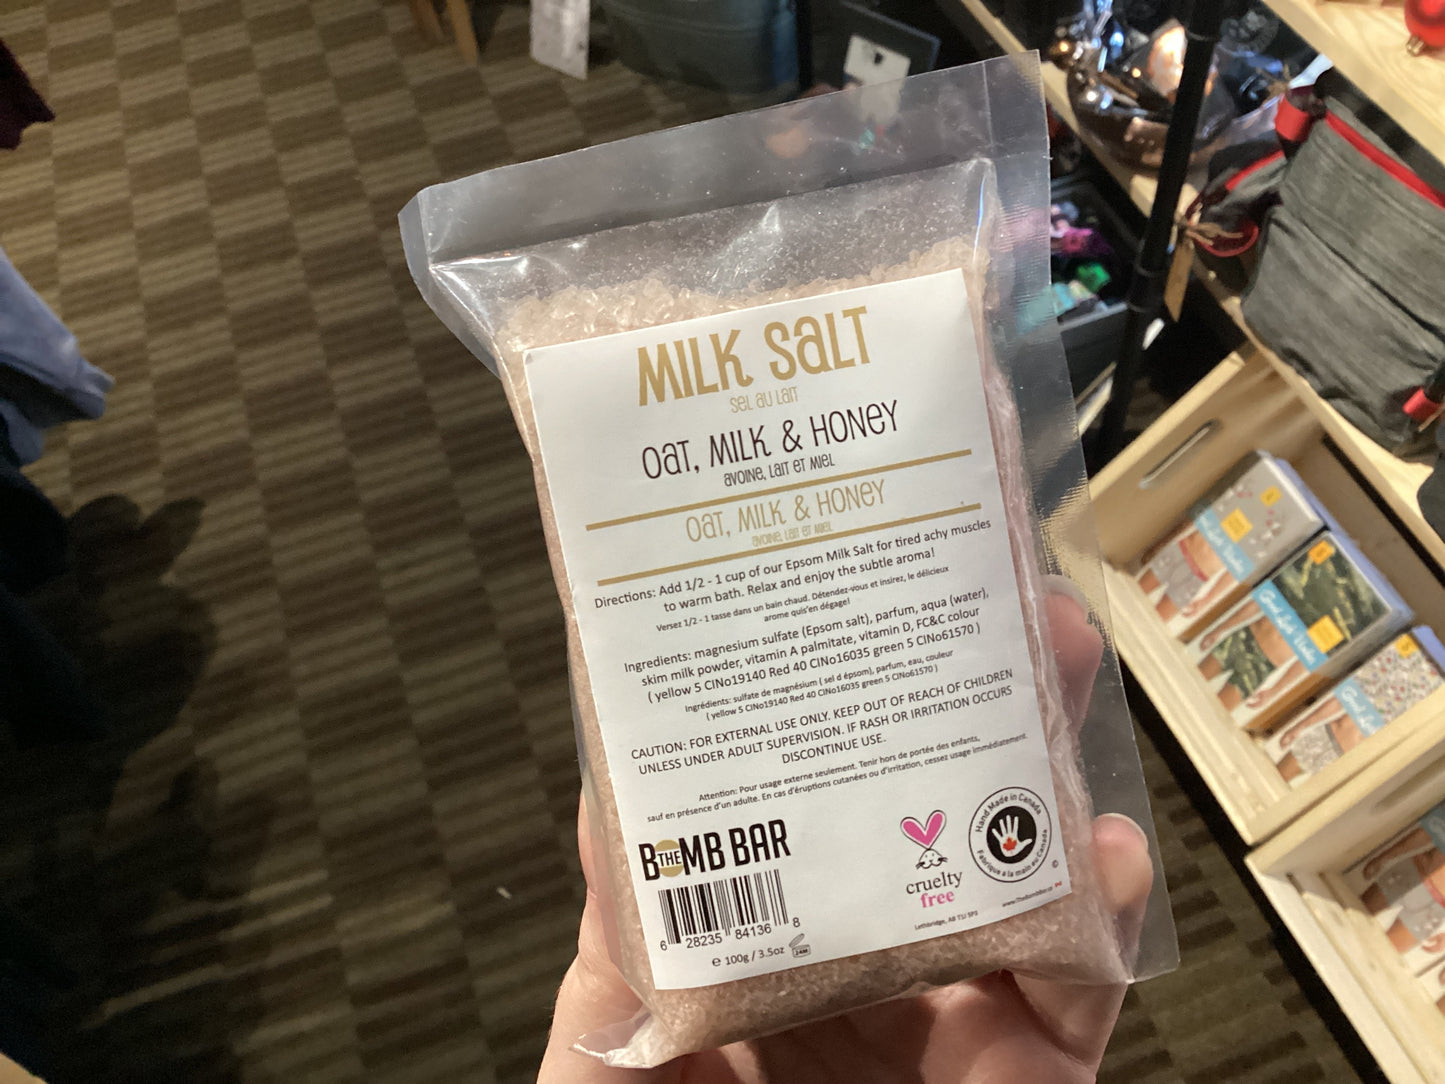 MILK SALT
SEL AU LAIT
OAT, MILK & HONEY
AVOINE, LAIT ET MIEL
OAT, MILK & HONEY
AVOINE, LAIT ET MIEL
Directions: Add 1/2 - 1 cup of our Epsom Milk Salt for tired achy muscles
to warm bath. Relax and enjoy the subtle aroma!
Versez 1/2 - 1 tasse dans un bain chaud. Détendez-vous et insirez, le délicieux
arome quis'en dégage!
Ingredients: magnesium sulfate (Epsom salt), parfum, aqua (water),
skim milk powder, vitamin A palmitate, vitamin D, FC&C colour
( yellow 5 CINo19140 Red 40 CINo16035 green 5 CINo61570 )
Ingrédients: sulfate de magnésium ( sel d épsom), parfum, eau, couleur
( yellow 5 CINo19140 Red 40 CINo16035 green 5 CINo61570 )
CAUTION: FOR EXTERNAL USE ONLY. KEEP OUT OF REACH OF CHILDREN
UNLESS UNDER ADULT SUPERVISION. IF RASH OR IRRITATION OCCURS
DISCONTINUE USE.
Attention: Pour usage externe seulement. Tenir hors de portée des enfants,
sauf en présence d'un adulte. En cas d'éruptions cutanées ou d'irritation, cessez usage immédiatement.
THE BOMB BAR
cruelty
free
Hand Made in Canada
Fabriqué a la main au Canada
©
www.TheBombBar.ca
Lethbridge, AB T1J 5P3
6 28235 84136 8
℮ 100g / 3.5oz
24M